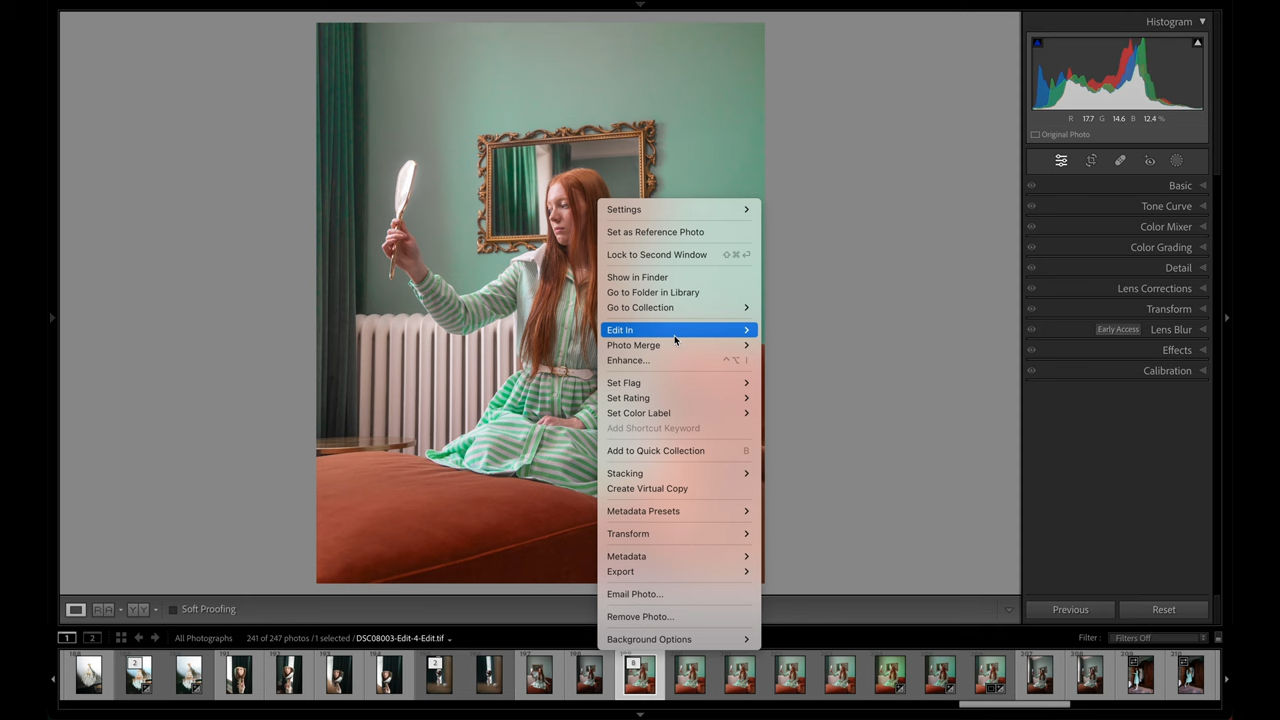 Histogram
R 17.7 G 14.6 B 12.4 %
Original Photo
Basic
Tone Curve
Color Mixer
Color Grading
Detail
Lens Corrections
Transform
Early Access Lens Blur
Effects
Calibration
Settings
Set as Reference Photo
Lock to Second Window ⇧⌘↩
Show in Finder
Go to Folder in Library
Go to Collection
Edit In
Photo Merge
Enhance... ^⌥ I
Set Flag
Set Rating
Set Color Label
Add Shortcut Keyword
Add to Quick Collection B
Stacking
Create Virtual Copy
Metadata Presets
Transform
Metadata
Export
Email Photo...
Remove Photo...
Background Options
Soft Proofing
Previous Reset
1 2 All Photographs 241 of 247 photos / 1 selected / DSC08003-Edit-4-Edit.tif Filter : Filters Off
2 2 8